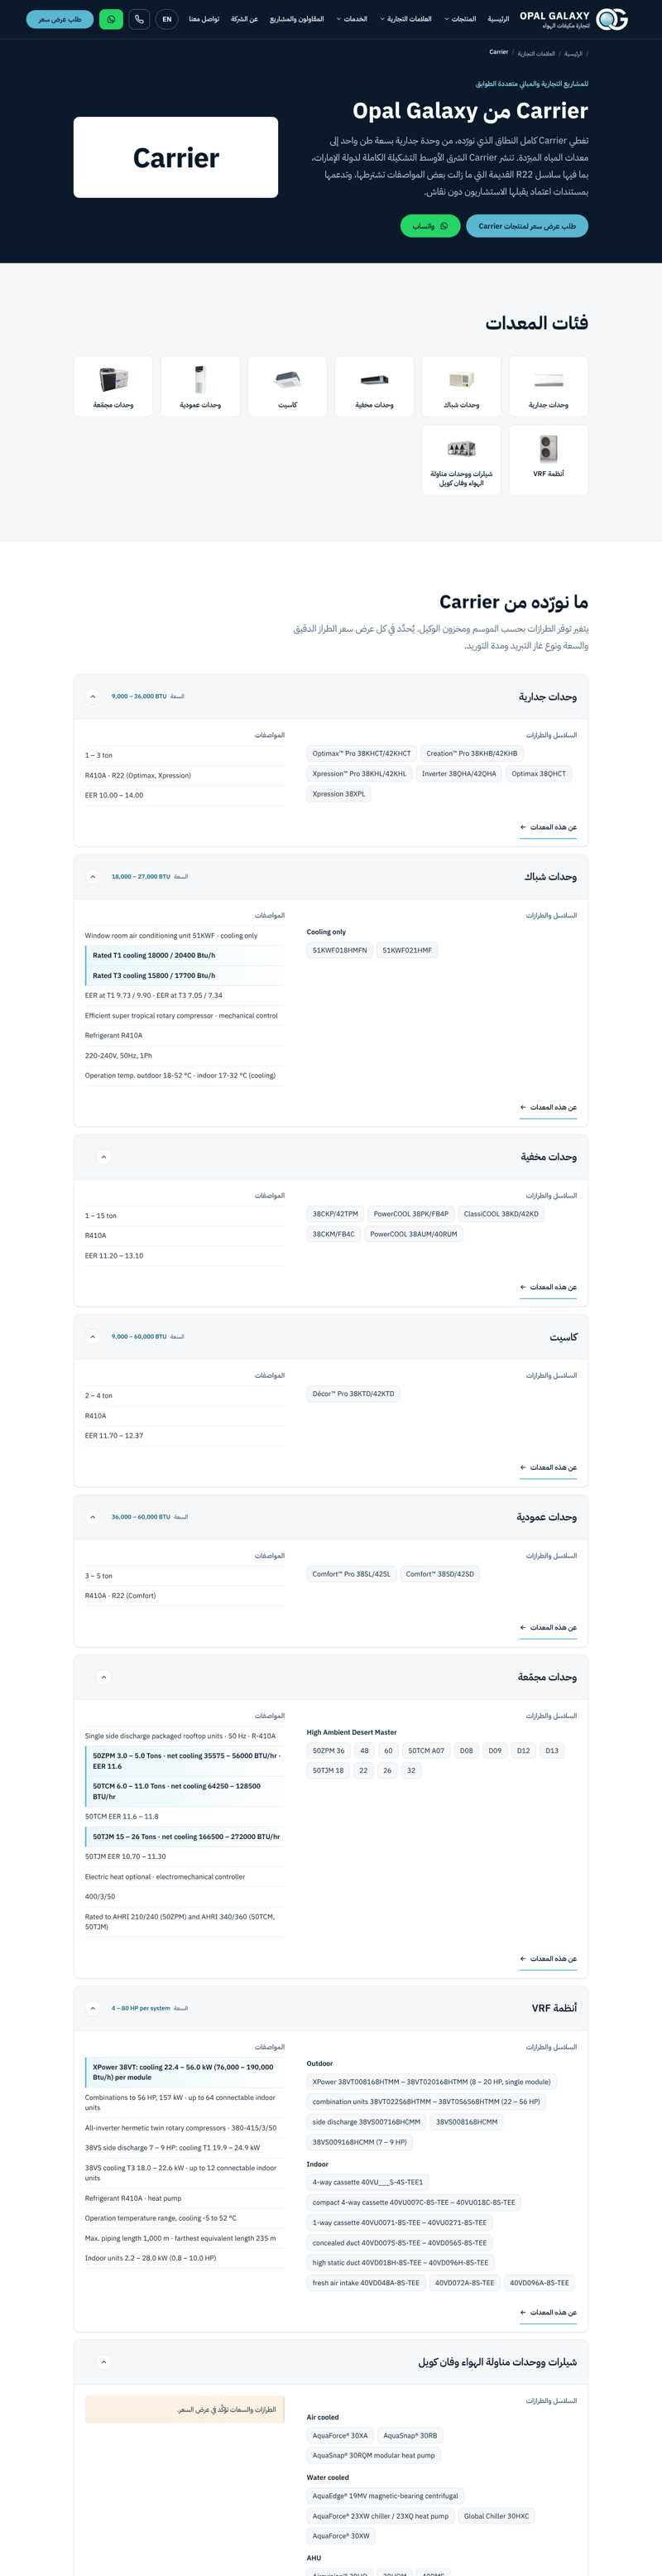 OPAL GALAXY
لتجارة مكيفات الهواء
الرئيسية
المنتجات
العلامات التجارية
الخدمات
المقاولون والمشاريع
عن الشركة
تواصل معنا
EN
طلب عرض سعر
/ الرئيسية / العلامات التجارية / Carrier
للمشاريع التجارية والمباني متعددة الطوابق
Carrier من Opal Galaxy
تغطي Carrier كامل النطاق الذي نورّده، من وحدة جدارية بسعة طن واحد إلى
معدات المياه المبرّدة. تنشر Carrier الشرق الأوسط التشكيلة الكاملة لدولة الإمارات،
بما فيها سلاسل R22 القديمة التي ما زالت بعض المواصفات تشترطها، وتدعمها
بمستندات اعتماد يقبلها الاستشاريون دون نقاش.
طلب عرض سعر لمنتجات Carrier
واتساب
Carrier
فئات المعدات
وحدات جدارية
وحدات شباك
وحدات مخفية
كاسيت
وحدات عمودية
وحدات مجمّعة
أنظمة VRF
شيلرات ووحدات مناولة
الهواء وفان كويل
ما نورّده من Carrier
يتغير توفر الطرازات بحسب الموسم ومخزون الوكيل. يُحدَّد في كل عرض سعر الطراز الدقيق
والسعة ونوع غاز التبريد ومدة التوريد.
وحدات جدارية
السعة 9,000 – 36,000 BTU
السلاسل والطرازات
Optimax™ Pro 38KHCT/42KHCT
Creation™ Pro 38KHB/42KHB
Xpression™ Pro 38KHL/42KHL
Inverter 38QHA/42QHA
Optimax 38QHCT
Xpression 38XPL
المواصفات
1 – 3 ton
R410A · R22 (Optimax, Xpression)
EER 10.00 – 14.00
عن هذه المعدات ←
وحدات شباك
السعة 18,000 – 27,000 BTU
السلاسل والطرازات
Cooling only
51KWF018HMFN
51KWF021HMF
المواصفات
Window room air conditioning unit 51KWF · cooling only
Rated T1 cooling 18000 / 20400 Btu/h
Rated T3 cooling 15800 / 17700 Btu/h
EER at T1 9.73 / 9.90 · EER at T3 7.05 / 7.34
Efficient super tropical rotary compressor · mechanical control
Refrigerant R410A
220-240V, 50Hz, 1Ph
Operation temp. outdoor 18-52 °C · indoor 17-32 °C (cooling)
عن هذه المعدات ←
وحدات مخفية
السلاسل والطرازات
38CKP/42TPM
PowerCOOL 38PK/FB4P
ClassiCOOL 38KD/42KD
38CKM/FB4C
PowerCOOL 38AUM/40RUM
المواصفات
1 – 15 ton
R410A
EER 11.20 – 13.10
عن هذه المعدات ←
كاسيت
السعة 9,000 – 60,000 BTU
السلاسل والطرازات
Décor™ Pro 38KTD/42KTD
المواصفات
2 – 4 ton
R410A
EER 11.70 – 12.37
عن هذه المعدات ←
وحدات عمودية
السعة 36,000 – 60,000 BTU
السلاسل والطرازات
Comfort™ Pro 38SL/42SL
Comfort™ 38SD/42SD
المواصفات
3 – 5 ton
R410A · R22 (Comfort)
عن هذه المعدات ←
وحدات مجمّعة
السلاسل والطرازات
High Ambient Desert Master
50ZPM 36
48
60
50TCM A07
D08
D09
D12
D13
50TJM 18
22
26
32
المواصفات
Single side discharge packaged rooftop units · 50 Hz · R-410A
50ZPM 3.0 – 5.0 Tons · net cooling 35575 – 56000 BTU/hr ·
EER 11.6
50TCM 6.0 – 11.0 Tons · net cooling 64250 – 128500
BTU/hr
50TCM EER 11.6 – 11.8
50TJM 15 – 26 Tons · net cooling 166500 – 272000 BTU/hr
50TJM EER 10.70 – 11.30
Electric heat optional · electromechanical controller
400/3/50
Rated to AHRI 210/240 (50ZPM) and AHRI 340/360 (50TCM,
50TJM)
عن هذه المعدات ←
أنظمة VRF
السعة 4 – 80 HP per system
السلاسل والطرازات
Outdoor
XPower 38VT008168HTMM – 38VT020168HTMM (8 – 20 HP, single module)
combination units 38VT022S68HTMM – 38VT056S68HTMM (22 – 56 HP)
side discharge 38VS007168HCMM
38VS008168HCMM
38VS009168HCMM (7 – 9 HP)
Indoor
4-way cassette 40VU___S-4S-TEE1
compact 4-way cassette 40VU007C-8S-TEE – 40VU018C-8S-TEE
1-way cassette 40VU0071-8S-TEE – 40VU0271-8S-TEE
concealed duct 40VD007S-8S-TEE – 40VD056S-8S-TEE
high static duct 40VD018H-8S-TEE – 40VD096H-8S-TEE
fresh air intake 40VD048A-8S-TEE
40VD072A-8S-TEE
40VD096A-8S-TEE
المواصفات
XPower 38VT: cooling 22.4 – 56.0 kW (76,000 – 190,000
Btu/h) per module
Combinations to 56 HP, 157 kW · up to 64 connectable indoor
units
All-inverter hermetic twin rotary compressors · 380-415/3/50
38VS side discharge 7 – 9 HP: cooling T1 19.9 – 24.9 kW
38VS cooling T3 18.0 – 22.6 kW · up to 12 connectable indoor
units
Refrigerant R410A · heat pump
Operation temperature range, cooling -5 to 52 °C
Max. piping length 1,000 m · farthest equivalent length 235 m
Indoor units 2.2 – 28.0 kW (0.8 – 10.0 HP)
عن هذه المعدات ←
شيلرات ووحدات مناولة الهواء وفان كويل
السلاسل والطرازات
Air cooled
AquaForce® 30XA
AquaSnap® 30RB
AquaSnap® 30RQM modular heat pump
Water cooled
AquaEdge® 19MV magnetic-bearing centrifugal
AquaForce® 23XW chiller / 23XQ heat pump
Global Chiller 30HXC
AquaForce® 30XW
AHU
الطرازات والسعات تؤكَّد في عرض السعر.